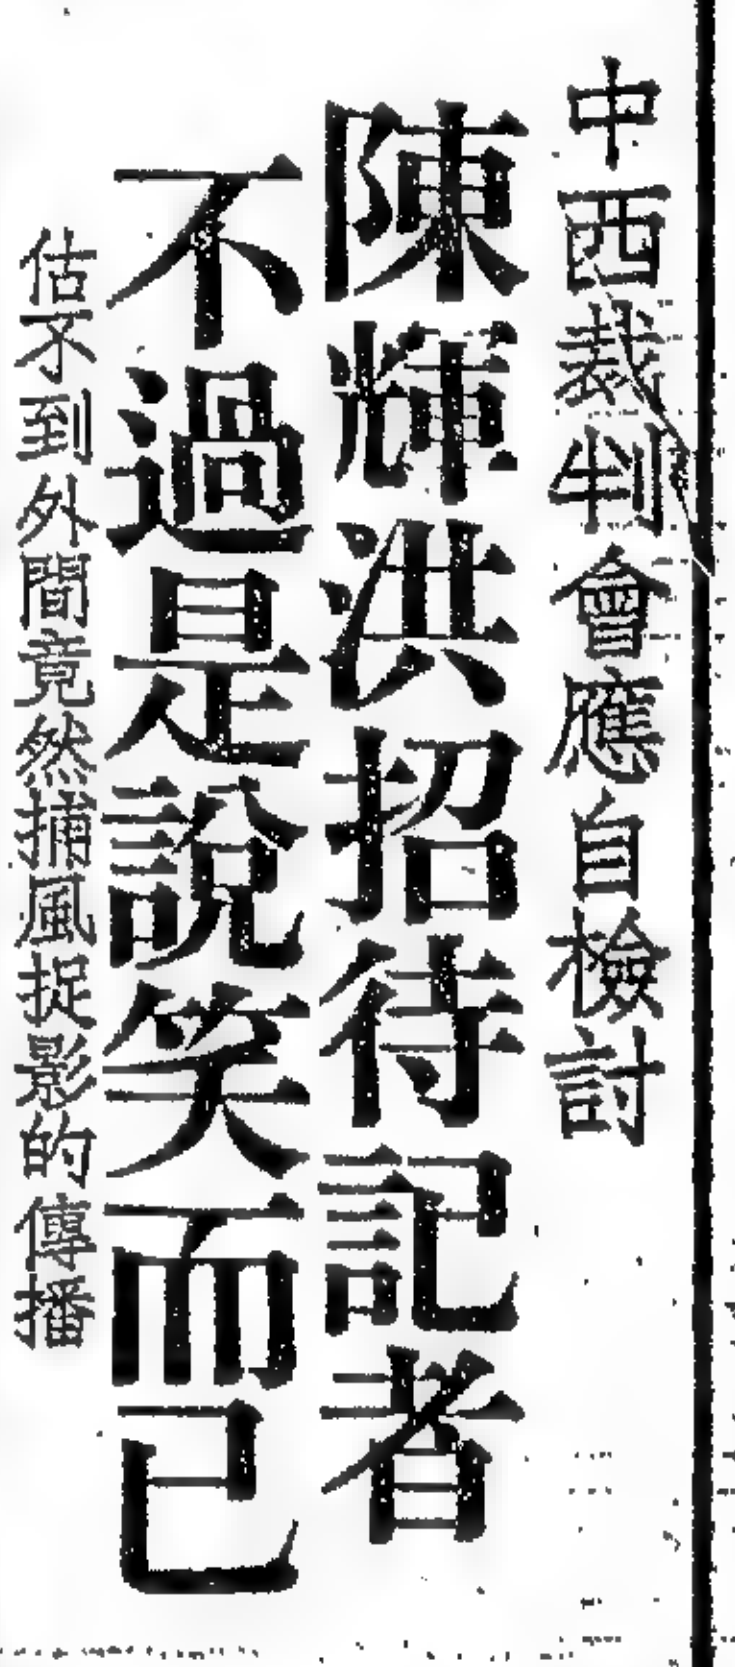 中西裁判會應自檢討
陳輝洪招待記者
不過是說笑而已
估不到外間竟然捕風捉影的傳播